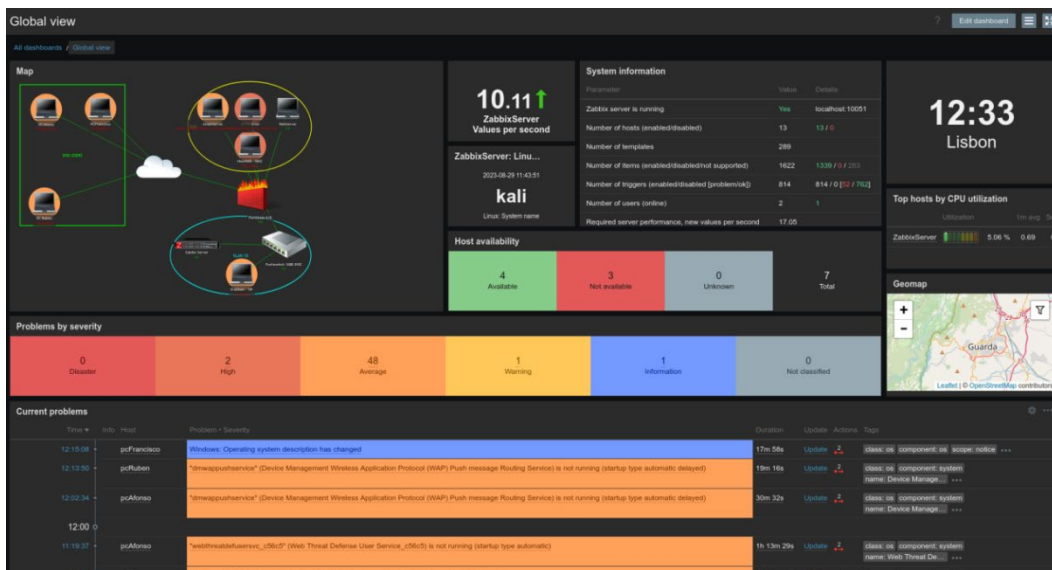 Global view
? Edit dashboard
All dashboards / Global view
Map
10.11
ZabbixServer
Values per second
ZabbixServer: Linu...
2023-08-29 11:43:51
kali
Linux: System name
System information
Parameter Value Details
Zabbix server is running Yes localhost:10051
Number of hosts (enabled/disabled) 13 13 / 0
Number of templates 289
Number of items (enabled/disabled/not supported) 1622 1339 / 0 / 283
Number of triggers (enabled/disabled [problem/ok]) 814 814 / 0 [52 / 762]
Number of users (online) 2 1
Required server performance, new values per second 17.05
12:33
Lisbon
Top hosts by CPU utilization
Utilization 1m avg
ZabbixServer 5.06 % 0.69
Host availability
4 3 0 7
Available Not available Unknown Total
Geomap
+
−
Guarda
Leaflet | © OpenStreetMap contributors
Problems by severity
0 2 48 1 1 0
Disaster High Average Warning Information Not classified
Current problems
Time ▼ Info Host Problem • Severity Duration Update Actions Tags
12:15:08 pcFrancisco Windows: Operating system description has changed 17m 58s Update 2 class: os component: os scope: notice •••
12:13:50 pcRuben "dmwappushservice" (Device Management Wireless Application Protocol (WAP) Push message Routing Service) is not running (startup type automatic delayed) 19m 16s Update 2 class: os component: system
name: Device Manage... •••
12:02:34 pcAfonso "dmwappushservice" (Device Management Wireless Application Protocol (WAP) Push message Routing Service) is not running (startup type automatic delayed) 30m 32s Update 2 class: os component: system
name: Device Manage... •••
12:00
11:19:37 pcAfonso "webthreatdefusersvc_c56c5" (Web Threat Defense User Service_c56c5) is not running (startup type automatic) 1h 13m 29s Update 2 class: os component: system
name: Web Threat De... •••